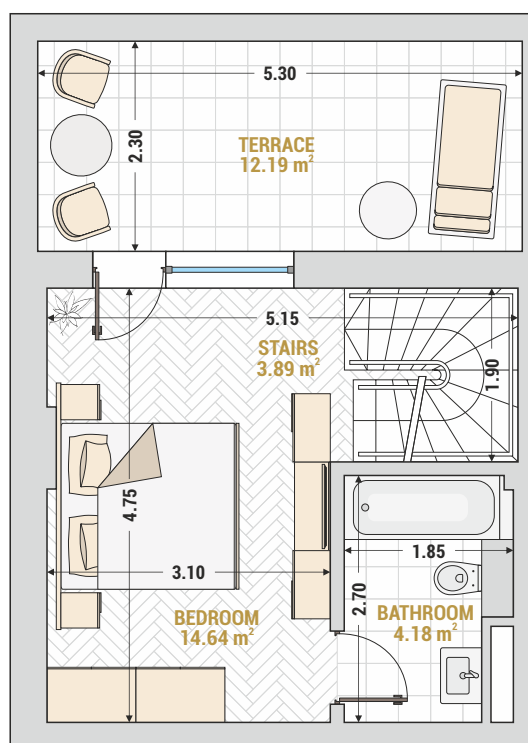 5.30
2.30
TERRACE
12.19 m²
5.15
STAIRS
3.89 m²
1.90
4.75
3.10
1.85
2.70
BEDROOM
14.64 m²
BATHROOM
4.18 m²